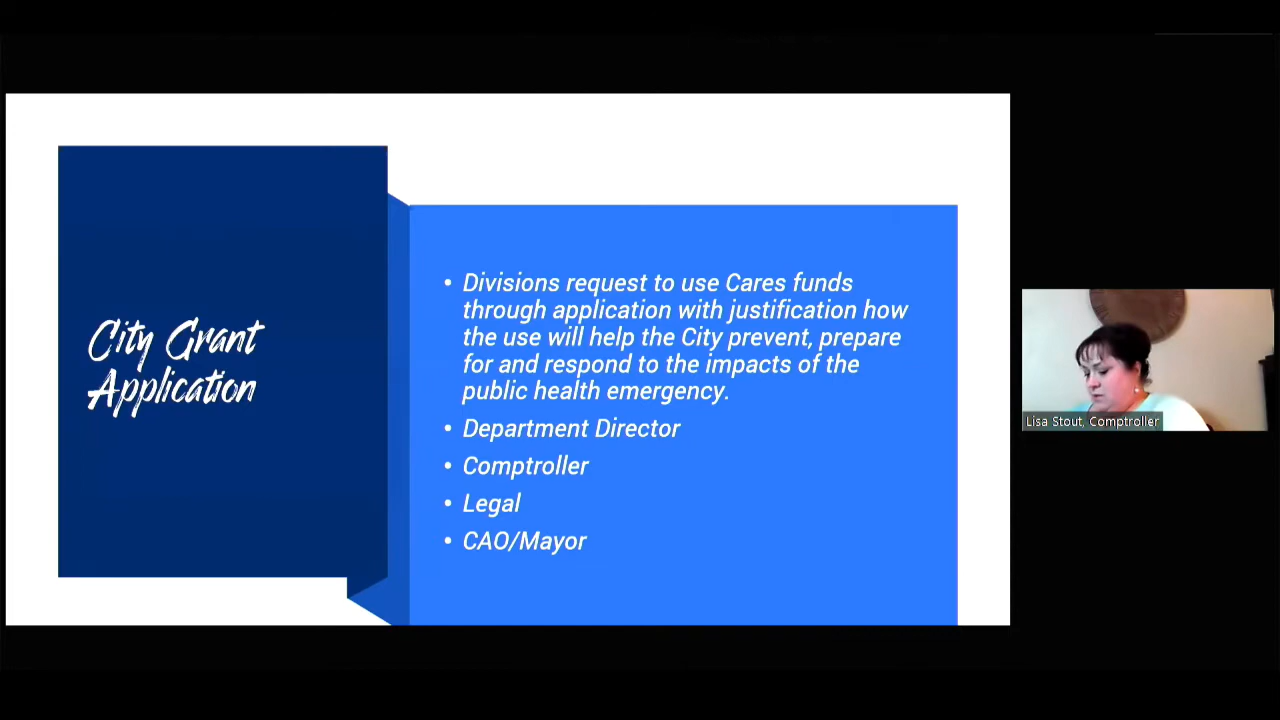 City Grant
Application
• Divisions request to use Cares funds
through application with justification how
the use will help the City prevent, prepare
for and respond to the impacts of the
public health emergency.
• Department Director
• Comptroller
• Legal
• CAO/Mayor
Lisa Stout, Comptroller